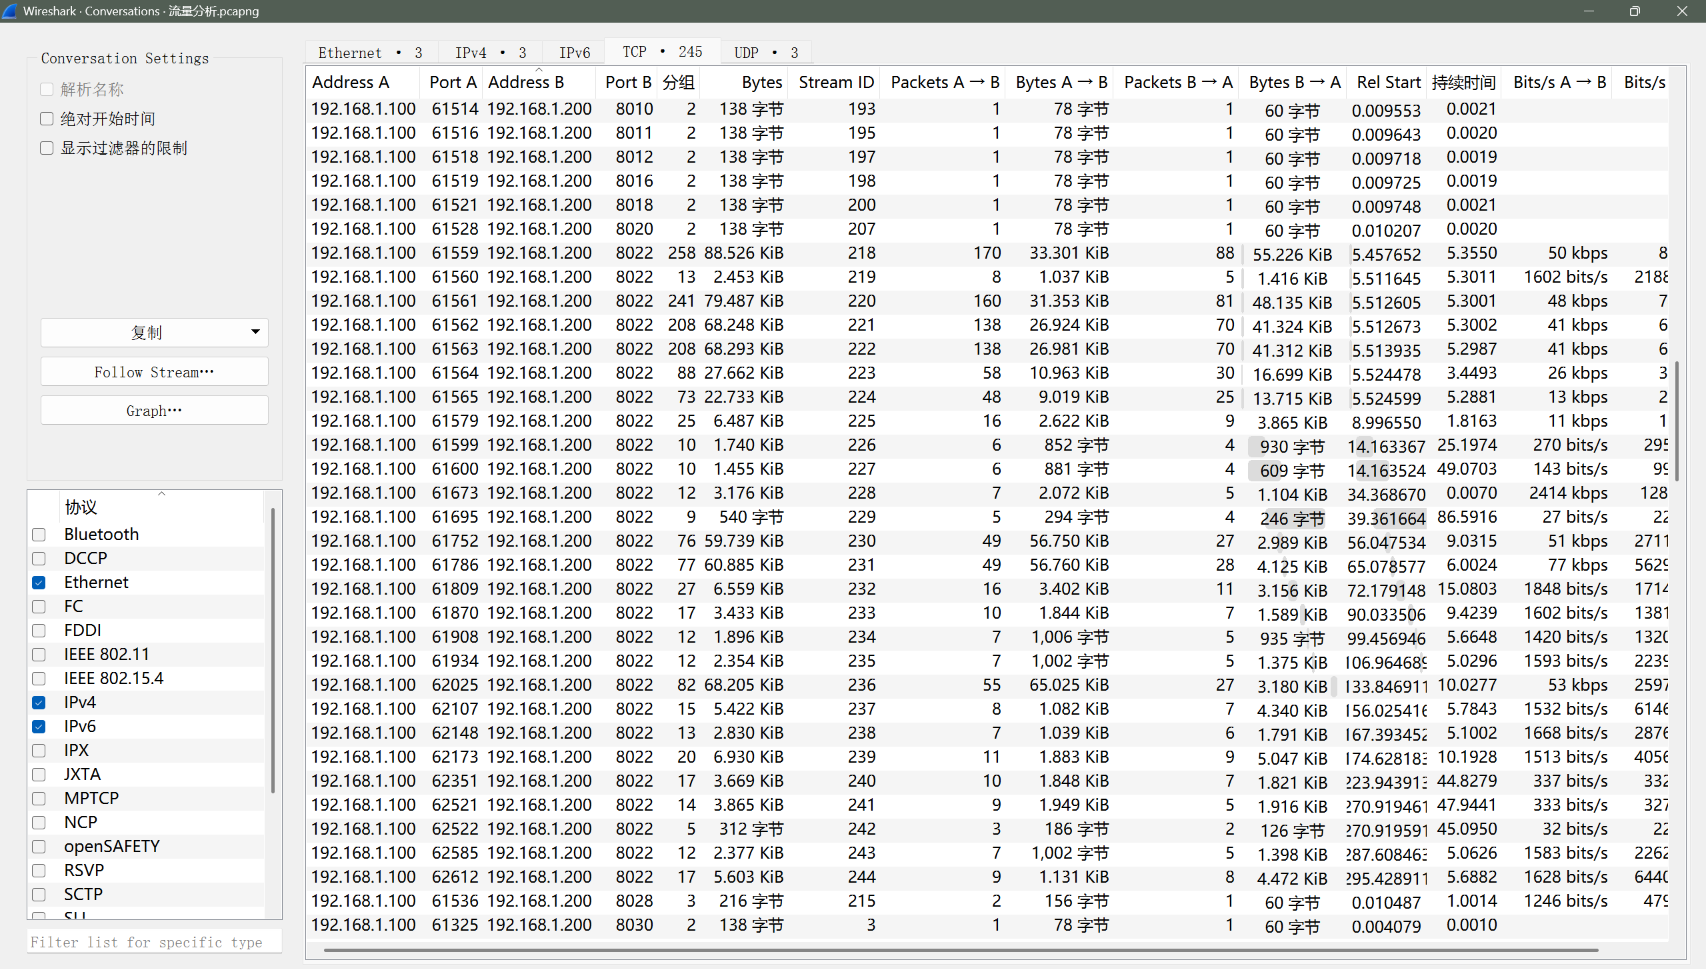 Wireshark · Conversations · 流量分析.pcapng
Conversation Settings
解析名称
绝对开始时间
显示过滤器的限制
复制
Follow Stream…
Graph…
协议
Bluetooth
DCCP
Ethernet
FC
FDDI
IEEE 802.11
IEEE 802.15.4
IPv4
IPv6
IPX
JXTA
MPTCP
NCP
openSAFETY
RSVP
SCTP
Filter list for specific type
Ethernet · 3 IPv4 · 3 IPv6 TCP · 245 UDP · 3
Address A Port A Address B Port B 分组 Bytes Stream ID Packets A → B Bytes A → B Packets B → A Bytes B → A Rel Start 持续时间 Bits/s A → B Bits/s
192.168.1.100 61514 192.168.1.200 8010 2 138 字节 193 1 78 字节 1 60 字节 0.009553 0.0021
192.168.1.100 61516 192.168.1.200 8011 2 138 字节 195 1 78 字节 1 60 字节 0.009643 0.0020
192.168.1.100 61518 192.168.1.200 8012 2 138 字节 197 1 78 字节 1 60 字节 0.009718 0.0019
192.168.1.100 61519 192.168.1.200 8016 2 138 字节 198 1 78 字节 1 60 字节 0.009725 0.0019
192.168.1.100 61521 192.168.1.200 8018 2 138 字节 200 1 78 字节 1 60 字节 0.009748 0.0021
192.168.1.100 61528 192.168.1.200 8020 2 138 字节 207 1 78 字节 1 60 字节 0.010207 0.0020
192.168.1.100 61559 192.168.1.200 8022 258 88.526 KiB 218 170 33.301 KiB 88 55.226 KiB 5.457652 5.3550 50 kbps 8
192.168.1.100 61560 192.168.1.200 8022 13 2.453 KiB 219 8 1.037 KiB 5 1.416 KiB 5.511645 5.3011 1602 bits/s 2188
192.168.1.100 61561 192.168.1.200 8022 241 79.487 KiB 220 160 31.353 KiB 81 48.135 KiB 5.512605 5.3001 48 kbps 7
192.168.1.100 61562 192.168.1.200 8022 208 68.248 KiB 221 138 26.924 KiB 70 41.324 KiB 5.512673 5.3002 41 kbps 6
192.168.1.100 61563 192.168.1.200 8022 208 68.293 KiB 222 138 26.981 KiB 70 41.312 KiB 5.513935 5.2987 41 kbps 6
192.168.1.100 61564 192.168.1.200 8022 88 27.662 KiB 223 58 10.963 KiB 30 16.699 KiB 5.524478 3.4493 26 kbps 3
192.168.1.100 61565 192.168.1.200 8022 73 22.733 KiB 224 48 9.019 KiB 25 13.715 KiB 5.524599 5.2881 13 kbps 2
192.168.1.100 61579 192.168.1.200 8022 25 6.487 KiB 225 16 2.622 KiB 9 3.865 KiB 8.996550 1.8163 11 kbps 1
192.168.1.100 61599 192.168.1.200 8022 10 1.740 KiB 226 6 852 字节 4 930 字节 14.163367 25.1974 270 bits/s 295
192.168.1.100 61600 192.168.1.200 8022 10 1.455 KiB 227 6 881 字节 4 609 字节 14.163524 49.0703 143 bits/s 99
192.168.1.100 61673 192.168.1.200 8022 12 3.176 KiB 228 7 2.072 KiB 5 1.104 KiB 34.368670 0.0070 2414 kbps 128
192.168.1.100 61695 192.168.1.200 8022 9 540 字节 229 5 294 字节 4 246 字节 39.361664 86.5916 27 bits/s 22
192.168.1.100 61752 192.168.1.200 8022 76 59.739 KiB 230 49 56.750 KiB 27 2.989 KiB 56.047534 9.0315 51 kbps 2711
192.168.1.100 61786 192.168.1.200 8022 77 60.885 KiB 231 49 56.760 KiB 28 4.125 KiB 65.078577 6.0024 77 kbps 5629
192.168.1.100 61809 192.168.1.200 8022 27 6.559 KiB 232 16 3.402 KiB 11 3.156 KiB 72.179148 15.0803 1848 bits/s 1714
192.168.1.100 61870 192.168.1.200 8022 17 3.433 KiB 233 10 1.844 KiB 7 1.589 KiB 90.033506 9.4239 1602 bits/s 1381
192.168.1.100 61908 192.168.1.200 8022 12 1.896 KiB 234 7 1,006 字节 5 935 字节 99.456946 5.6648 1420 bits/s 1320
192.168.1.100 61934 192.168.1.200 8022 12 2.354 KiB 235 7 1,002 字节 5 1.375 KiB 106.964689 5.0296 1593 bits/s 2239
192.168.1.100 62025 192.168.1.200 8022 82 68.205 KiB 236 55 65.025 KiB 27 3.180 KiB 133.846911 10.0277 53 kbps 2597
192.168.1.100 62107 192.168.1.200 8022 15 5.422 KiB 237 8 1.082 KiB 7 4.340 KiB 156.025416 5.7843 1532 bits/s 6146
192.168.1.100 62148 192.168.1.200 8022 13 2.830 KiB 238 7 1.039 KiB 6 1.791 KiB 167.393452 5.1002 1668 bits/s 2876
192.168.1.100 62173 192.168.1.200 8022 20 6.930 KiB 239 11 1.883 KiB 9 5.047 KiB 174.628183 10.1928 1513 bits/s 4056
192.168.1.100 62351 192.168.1.200 8022 17 3.669 KiB 240 10 1.848 KiB 7 1.821 KiB 223.943913 44.8279 337 bits/s 332
192.168.1.100 62521 192.168.1.200 8022 14 3.865 KiB 241 9 1.949 KiB 5 1.916 KiB 270.919461 47.9441 333 bits/s 327
192.168.1.100 62522 192.168.1.200 8022 5 312 字节 242 3 186 字节 2 126 字节 270.919591 45.0950 32 bits/s 22
192.168.1.100 62585 192.168.1.200 8022 12 2.377 KiB 243 7 1,002 字节 5 1.398 KiB 287.608463 5.0626 1583 bits/s 2262
192.168.1.100 62612 192.168.1.200 8022 17 5.603 KiB 244 9 1.131 KiB 8 4.472 KiB 295.428911 5.6882 1628 bits/s 6440
192.168.1.100 61536 192.168.1.200 8028 3 216 字节 215 2 156 字节 1 60 字节 0.010487 1.0014 1246 bits/s 479
192.168.1.100 61325 192.168.1.200 8030 2 138 字节 3 1 78 字节 1 60 字节 0.004079 0.0010